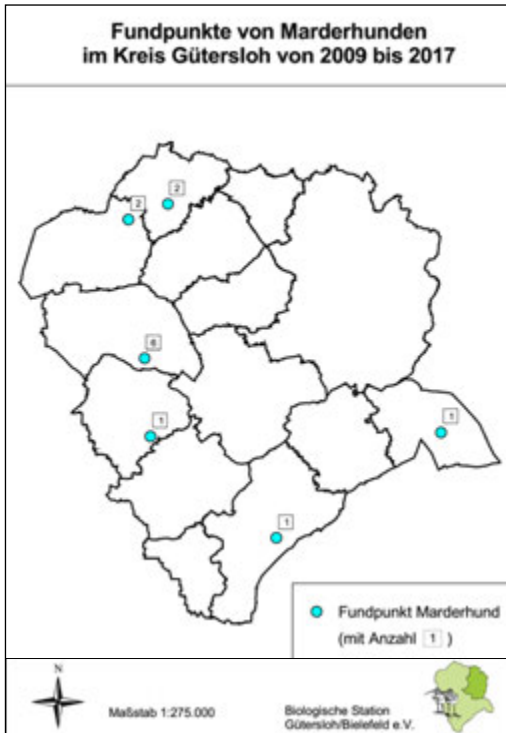 Fundpunkte von Marderhunden
im Kreis Gütersloh von 2009 bis 2017
2
2
6
1
1
1
Fundpunkt Marderhund
(mit Anzahl 1 )
N
Maßstab 1:275.000
Biologische Station
Gütersloh/Bielefeld e.V.